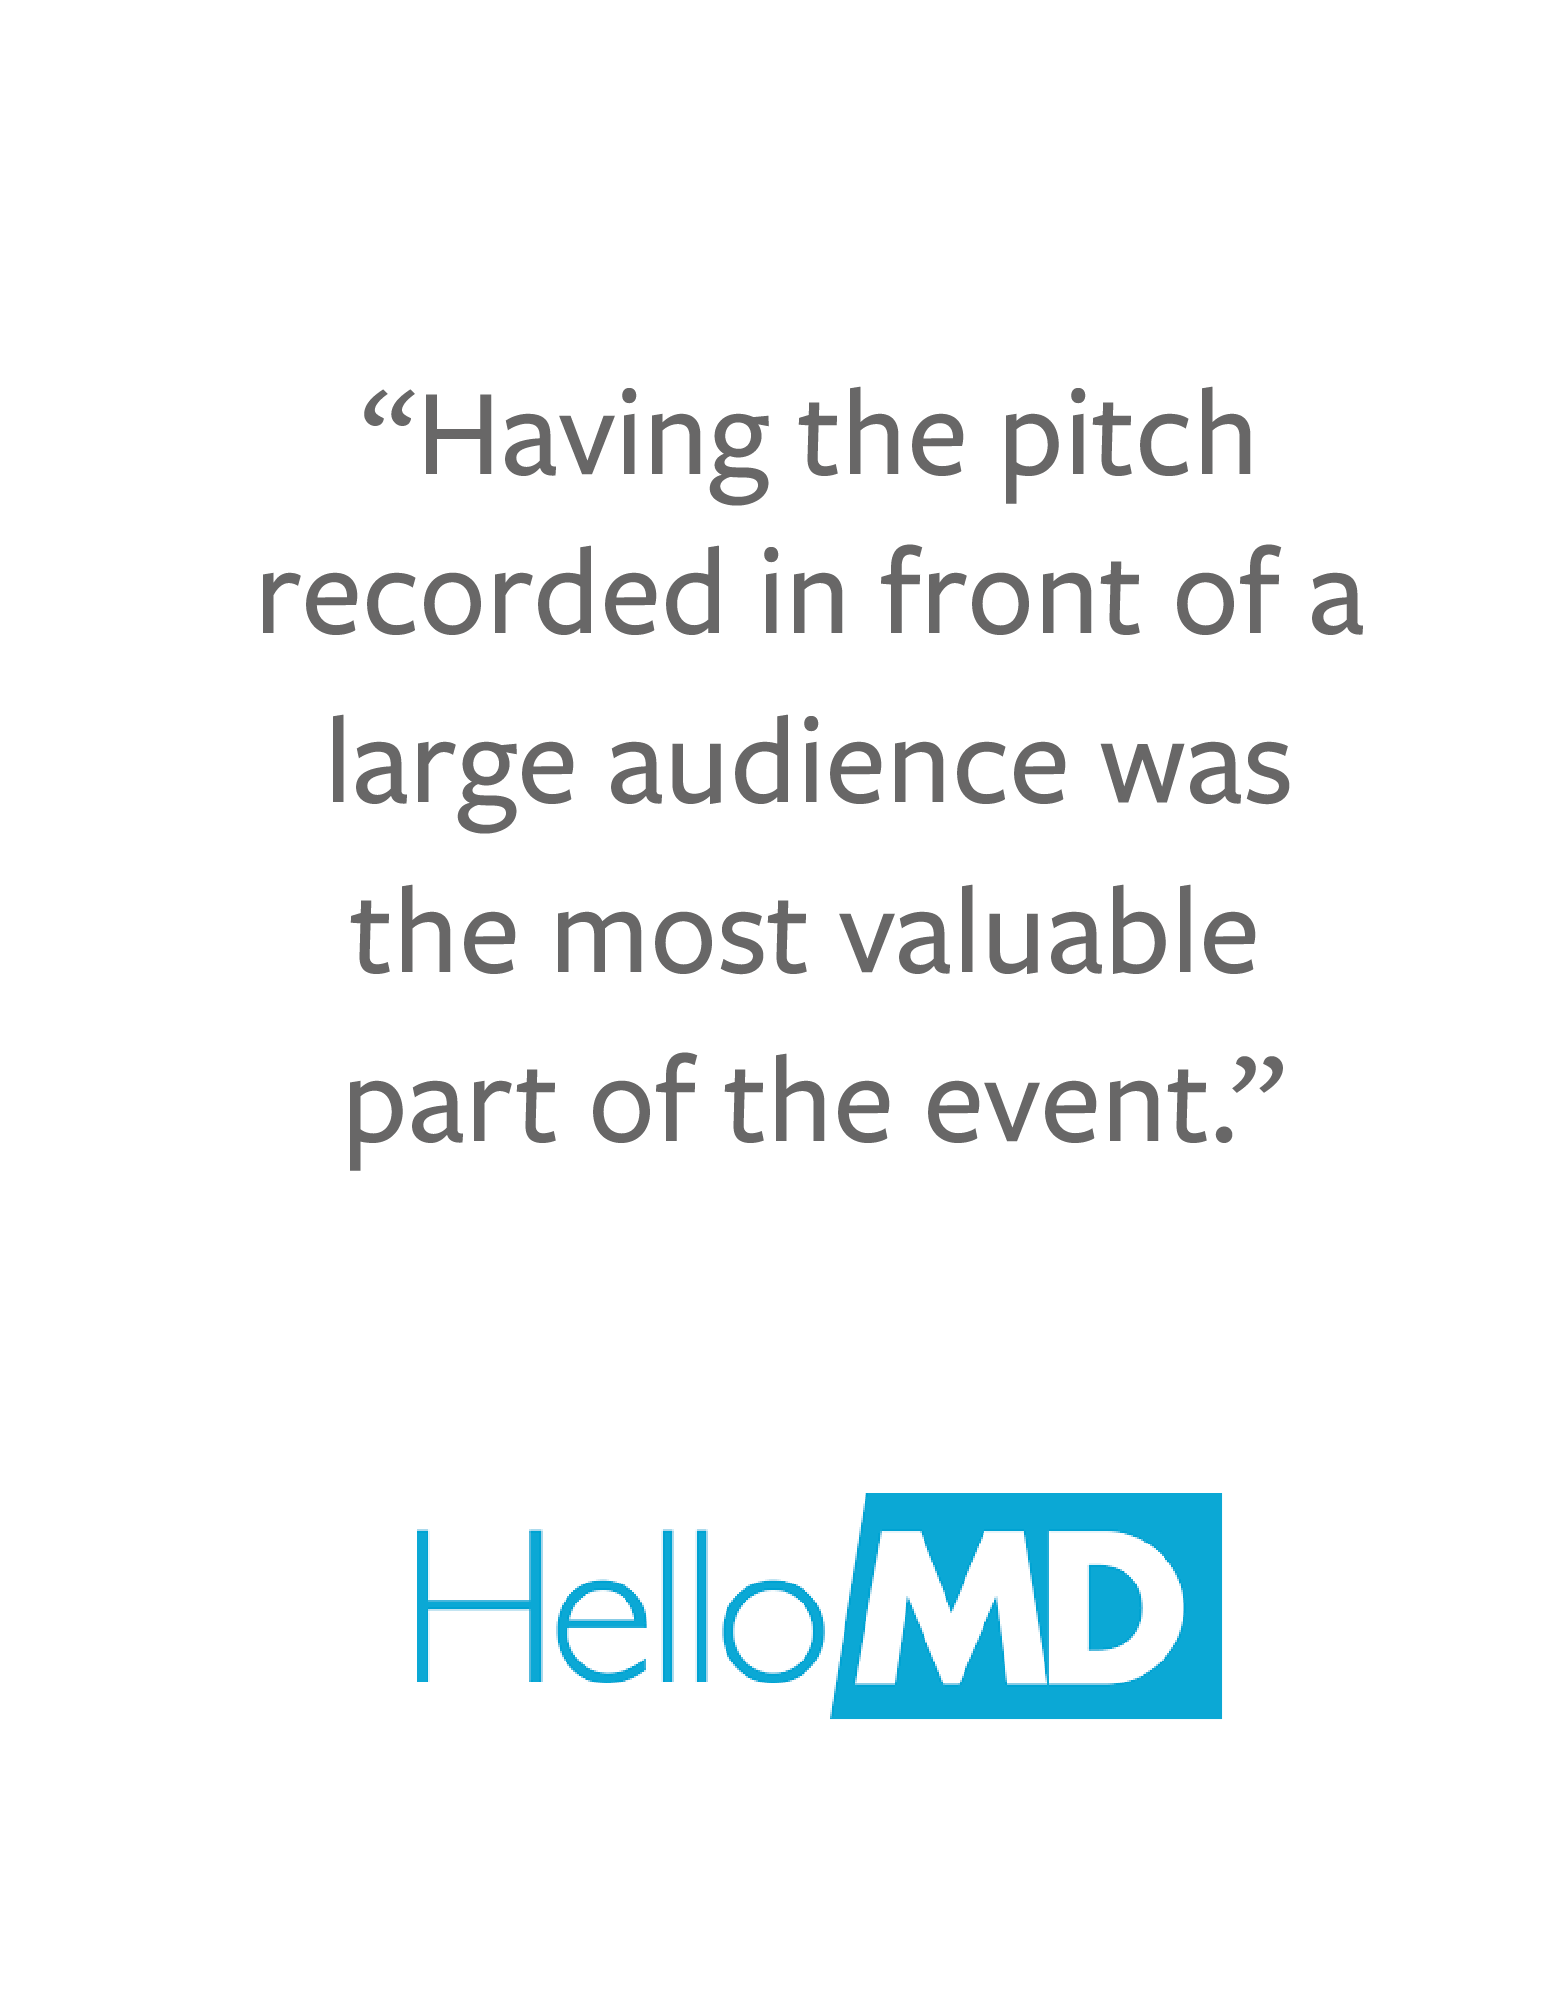 “Having the pitch
recorded in front of a
large audience was
the most valuable
part of the event.”
HelloMD